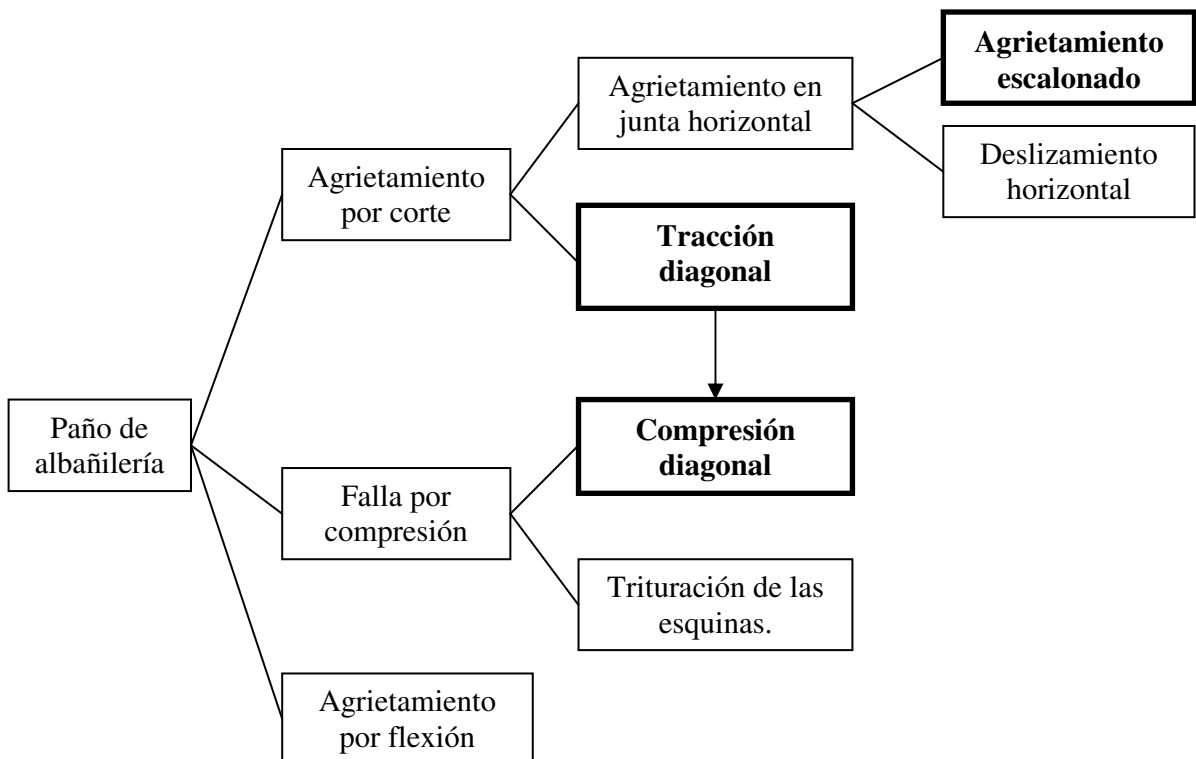 Agrietamiento
escalonado
Agrietamiento en
junta horizontal
Deslizamiento
horizontal
Agrietamiento
por corte
Tracción
diagonal
Paño de
albañilería
Compresión
diagonal
Falla por
compresión
Trituración de las
esquinas.
Agrietamiento
por flexión